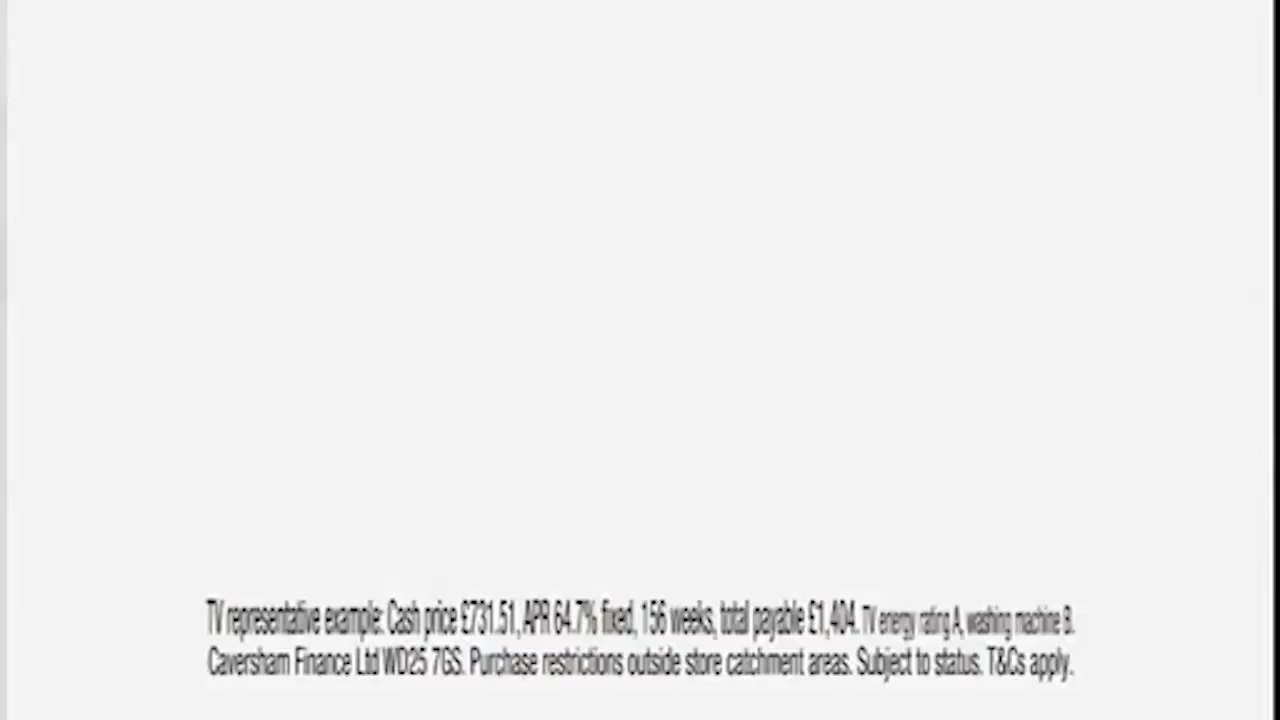 TV representative example: Cash price £731.51, APR 64.7% fixed, 156 weeks, total payable £1,404. TV energy rating A, washing machine B.
Caversham Finance Ltd WD25 7GS. Purchase restrictions outside store catchment areas. Subject to status. T&Cs apply.